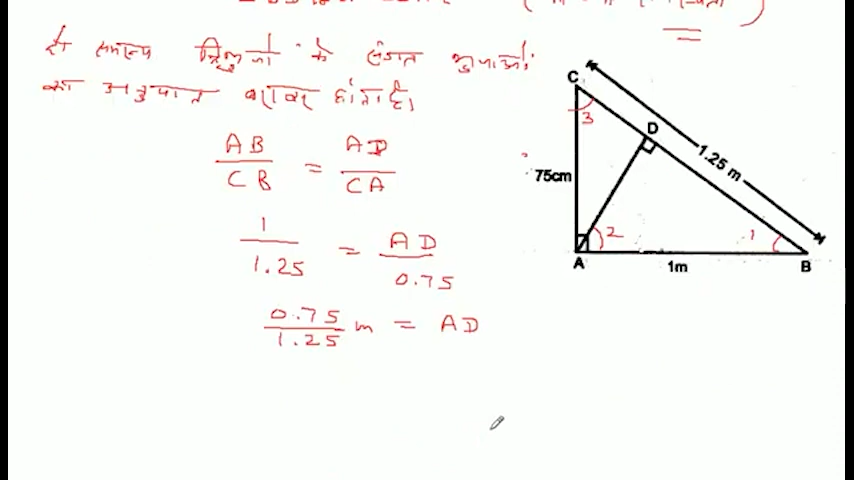 दो समरूप त्रिभुजों के संगत भुजाओं
का अनुपात बराबर होता है।
AB/CB = AD/CA
1/1.25 = AD/0.75
0.75/1.25 m = AD
C
3
D
1.25 m
75cm
2
1
A
1m
B